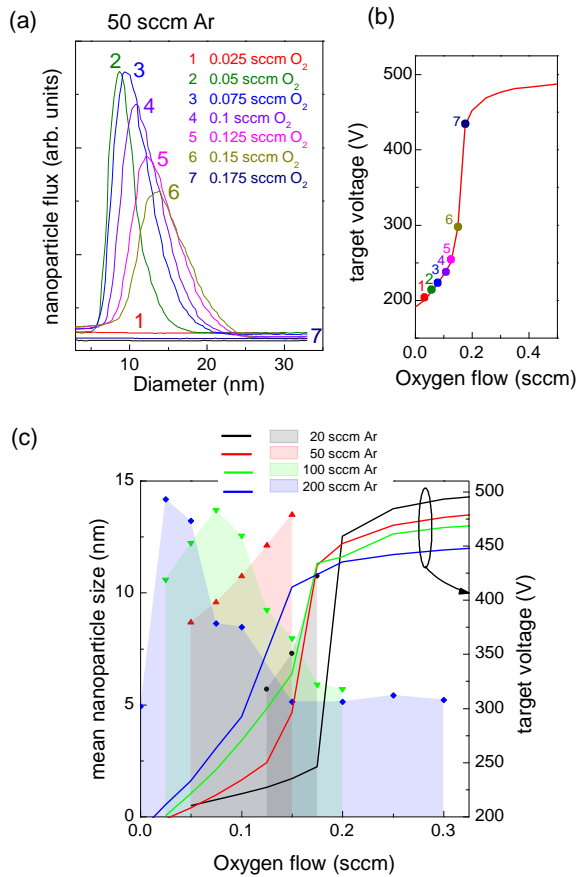 (a)
50 sccm Ar
nanoparticle flux (arb. units)
2
3
4
5
6
1
7
1 0.025 sccm O2
2 0.05 sccm O2
3 0.075 sccm O2
4 0.1 sccm O2
5 0.125 sccm O2
6 0.15 sccm O2
7 0.175 sccm O2
10 20 30
Diameter (nm)
(b)
target voltage (V)
500
400
300
200
7
6
5
4
3
2
1
0.0 0.2 0.4
Oxygen flow (sccm)
(c)
20 sccm Ar
50 sccm Ar
100 sccm Ar
200 sccm Ar
mean nanoparticle size (nm)
15
10
5
0
target voltage (V)
500
450
400
350
300
250
200
0.0 0.1 0.2 0.3
Oxygen flow (sccm)